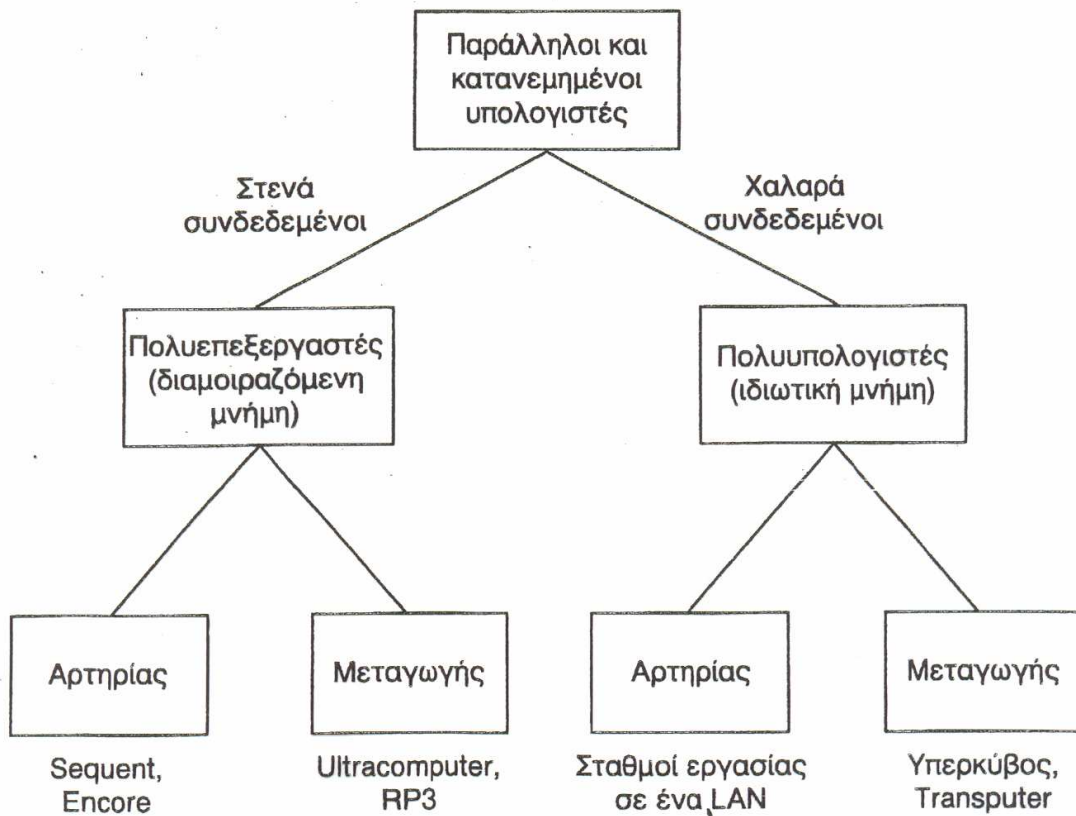 Παράλληλοι και
κατανεμημένοι
υπολογιστές
Στενά
συνδεδεμένοι
Χαλαρά
συνδεδεμένοι
Πολυεπεξεργαστές
(διαμοιραζόμενη
μνήμη)
Πολυυπολογιστές
(ιδιωτική μνήμη)
Αρτηρίας
Μεταγωγής
Αρτηρίας
Μεταγωγής
Sequent,
Encore
Ultracomputer,
RP3
Σταθμοί εργασίας
σε ένα LAN
Υπερκύβος,
Transputer